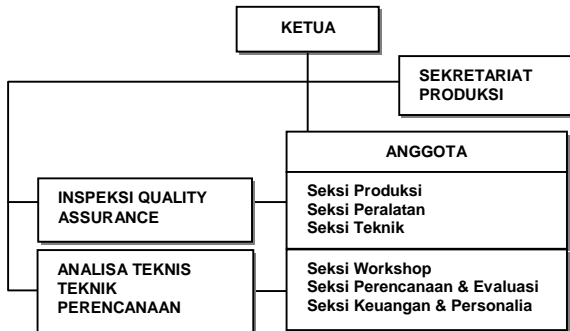 KETUA
SEKRETARIAT
PRODUKSI
ANGGOTA
INSPEKSI QUALITY
ASSURANCE
Seksi Produksi
Seksi Peralatan
Seksi Teknik
ANALISA TEKNIS
TEKNIK
PERENCANAAN
Seksi Workshop
Seksi Perencanaan & Evaluasi
Seksi Keuangan & Personalia